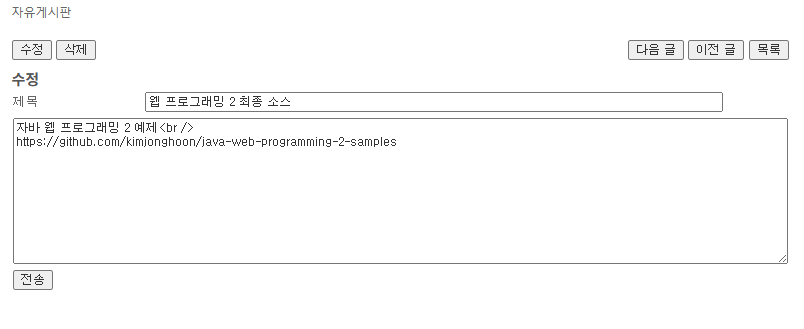 자유게시판
수정 삭제 다음 글 이전 글 목록
수정
제목 웹 프로그래밍 2 최종 소스
자바 웹 프로그래밍 2 예제<br />
https://github.com/kimjonghoon/java-web-programming-2-samples
전송